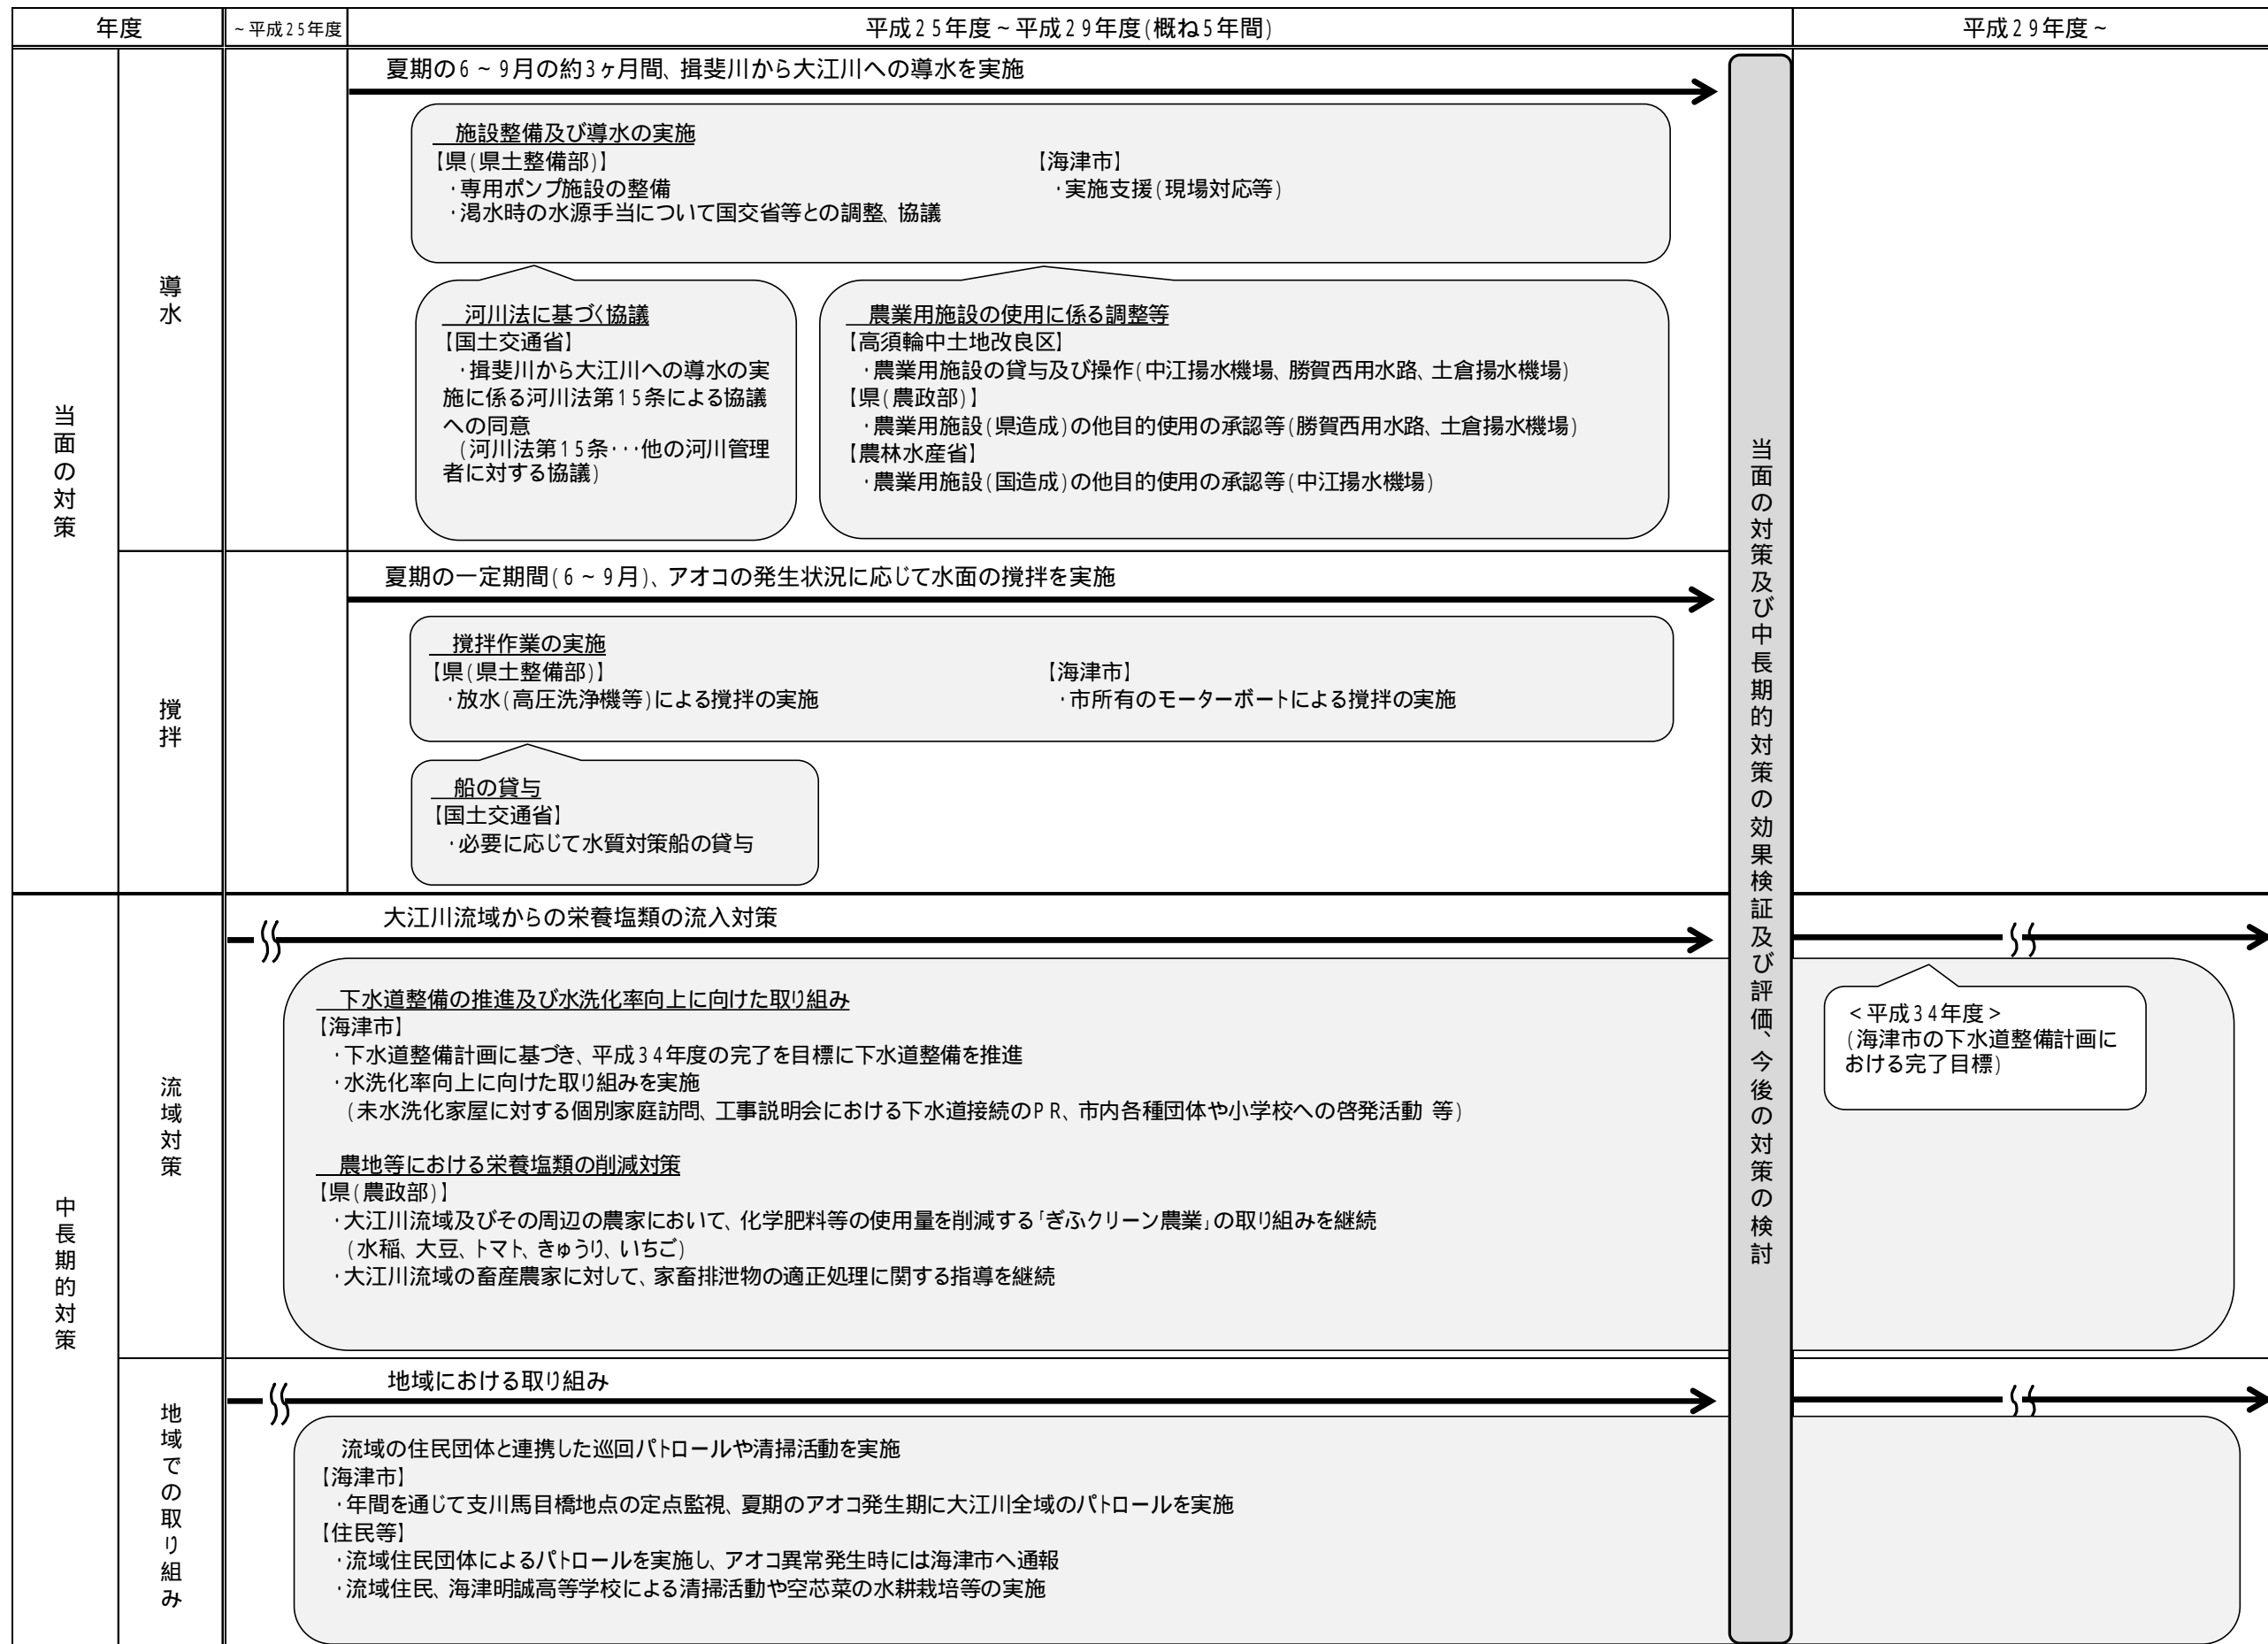 年度
～平成25年度
平成25年度～平成29年度(概ね5年間)
平成29年度～
当面の対策
導水
夏期の6～9月の約3ヶ月間、揖斐川から大江川への導水を実施
施設整備及び導水の実施
【県(県土整備部)】
・専用ポンプ施設の整備
・渇水時の水源手当について国交省等との調整、協議
【海津市】
・実施支援(現場対応等)
河川法に基づく協議
【国土交通省】
・揖斐川から大江川への導水の実
施に係る河川法第15条による協議
への同意
(河川法第15条・・・他の河川管理
者に対する協議)
農業用施設の使用に係る調整等
【高須輪中土地改良区】
・農業用施設の貸与及び操作(中江揚水機場、勝賀西用水路、土倉揚水機場)
【県(農政部)】
・農業用施設(県造成)の他目的使用の承認等(勝賀西用水路、土倉揚水機場)
【農林水産省】
・農業用施設(国造成)の他目的使用の承認等(中江揚水機場)
撹拌
夏期の一定期間(6～9月)、アオコの発生状況に応じて水面の撹拌を実施
撹拌作業の実施
【県(県土整備部)】
・放水(高圧洗浄機等)による撹拌の実施
【海津市】
・市所有のモーターボートによる撹拌の実施
船の貸与
【国土交通省】
・必要に応じて水質対策船の貸与
当面の対策及び中長期的対策の効果検証及び評価、今後の対策の検討
中長期的対策
流域対策
大江川流域からの栄養塩類の流入対策
下水道整備の推進及び水洗化率向上に向けた取り組み
【海津市】
・下水道整備計画に基づき、平成34年度の完了を目標に下水道整備を推進
・水洗化率向上に向けた取り組みを実施
(未水洗化家屋に対する個別家庭訪問、工事説明会における下水道接続のPR、市内各種団体や小学校への啓発活動 等)
農地等における栄養塩類の削減対策
【県(農政部)】
・大江川流域及びその周辺の農家において、化学肥料等の使用量を削減する「ぎふクリーン農業」の取り組みを継続
(水稲、大豆、トマト、きゅうり、いちご)
・大江川流域の畜産農家に対して、家畜排泄物の適正処理に関する指導を継続
＜平成34年度＞
(海津市の下水道整備計画に
おける完了目標)
地域での取り組み
地域における取り組み
流域の住民団体と連携した巡回パトロールや清掃活動を実施
【海津市】
・年間を通じて支川馬目橋地点の定点監視、夏期のアオコ発生期に大江川全域のパトロールを実施
【住民等】
・流域住民団体によるパトロールを実施し、アオコ異常発生時には海津市へ通報
・流域住民、海津明誠高等学校による清掃活動や空芯菜の水耕栽培等の実施